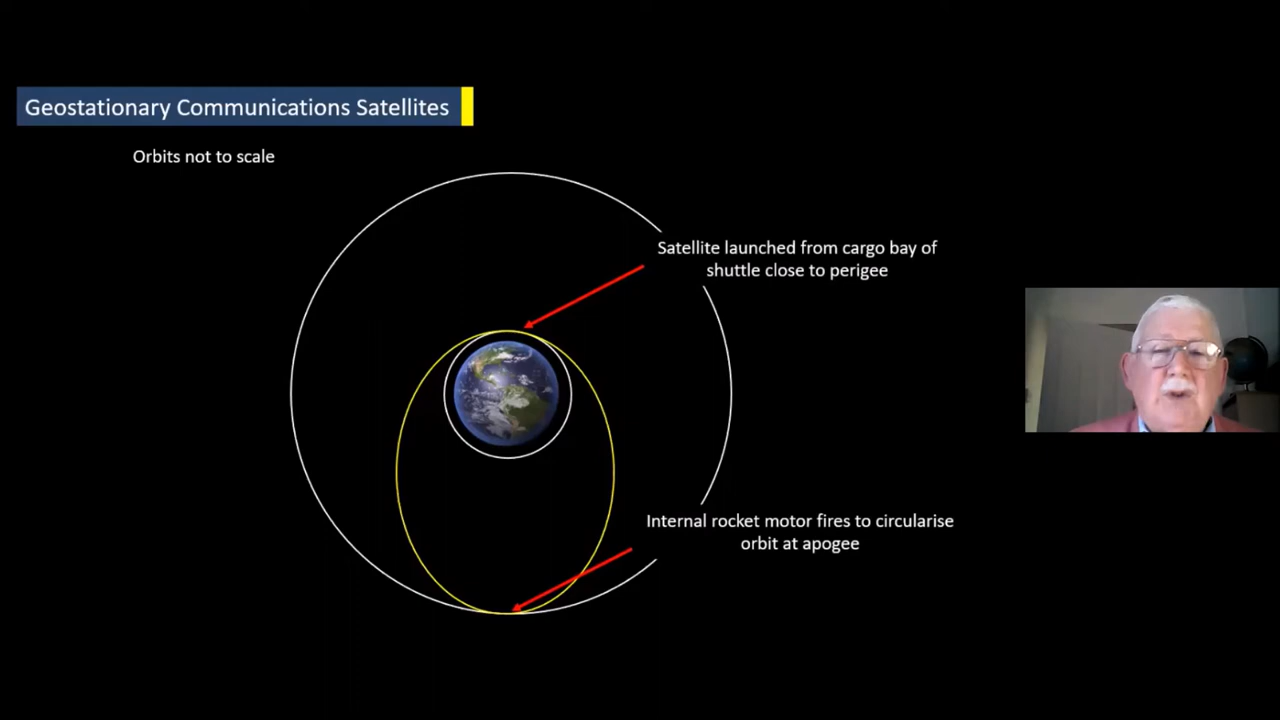 Geostationary Communications Satellites
Orbits not to scale
Satellite launched from cargo bay of
shuttle close to perigee
Internal rocket motor fires to circularise
orbit at apogee